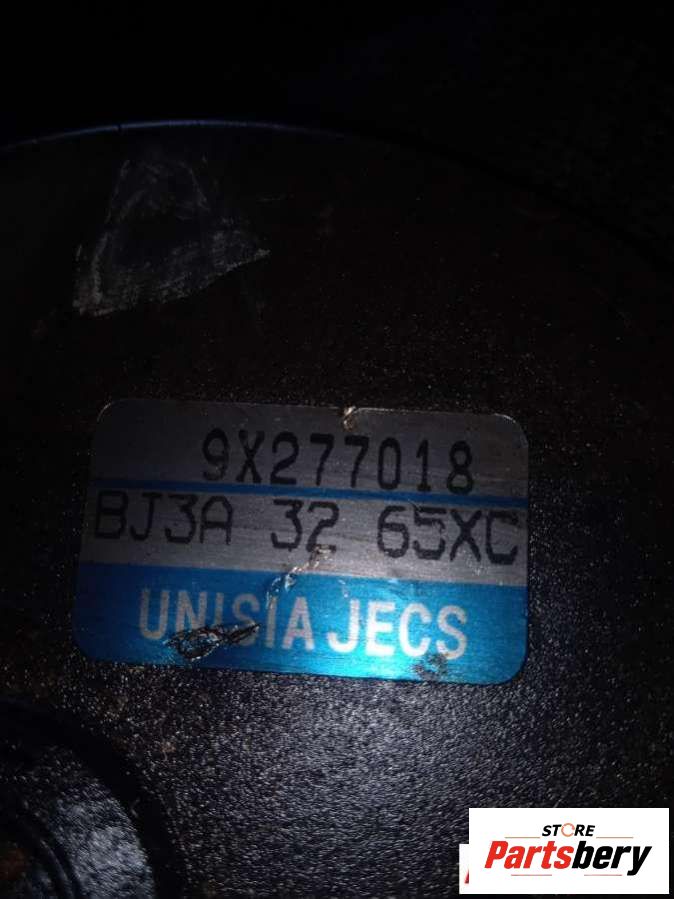 9X277018
BJ3A 32 65XC
UNISIA JECS
STORE
Partsbery